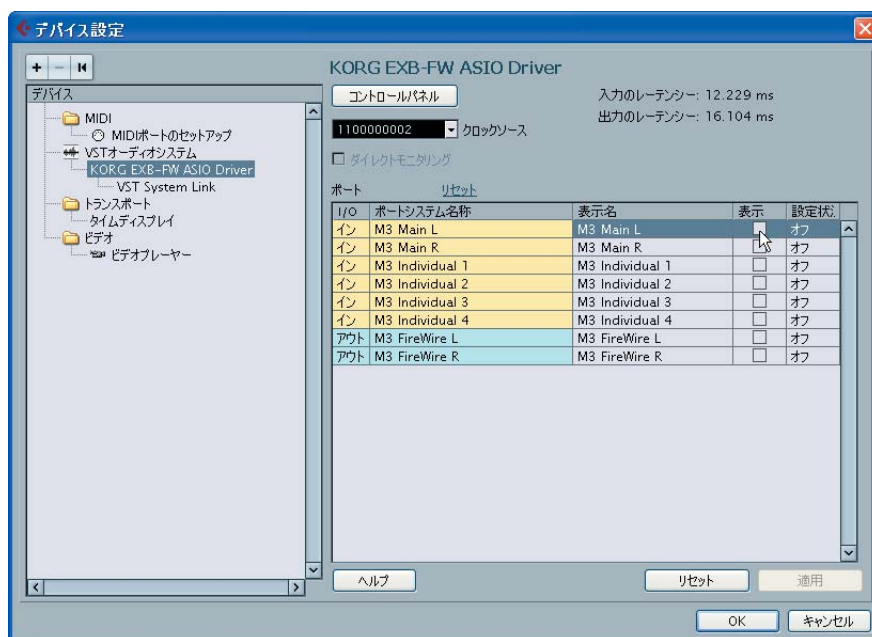 デバイス設定
+ - 
デバイス
MIDI
MIDIポートのセットアップ
VSTオーディオシステム
KORG EXB-FW ASIO Driver
VST System Link
トランスポート
タイムディスプレイ
ビデオ
ビデオプレーヤー
KORG EXB-FW ASIO Driver
コントロールパネル
入力のレーテンシー: 12.229 ms
出力のレーテンシー: 16.104 ms
1100000002 クロックソース
ダイレクトモニタリング
ポート リセット
I/O ポートシステム名称 表示名 表示 設定状
イン M3 Main L M3 Main L オフ
イン M3 Main R M3 Main R オフ
イン M3 Individual 1 M3 Individual 1 オフ
イン M3 Individual 2 M3 Individual 2 オフ
イン M3 Individual 3 M3 Individual 3 オフ
イン M3 Individual 4 M3 Individual 4 オフ
アウト M3 FireWire L M3 FireWire L オフ
アウト M3 FireWire R M3 FireWire R オフ
ヘルプ リセット 適用
OK キャンセル